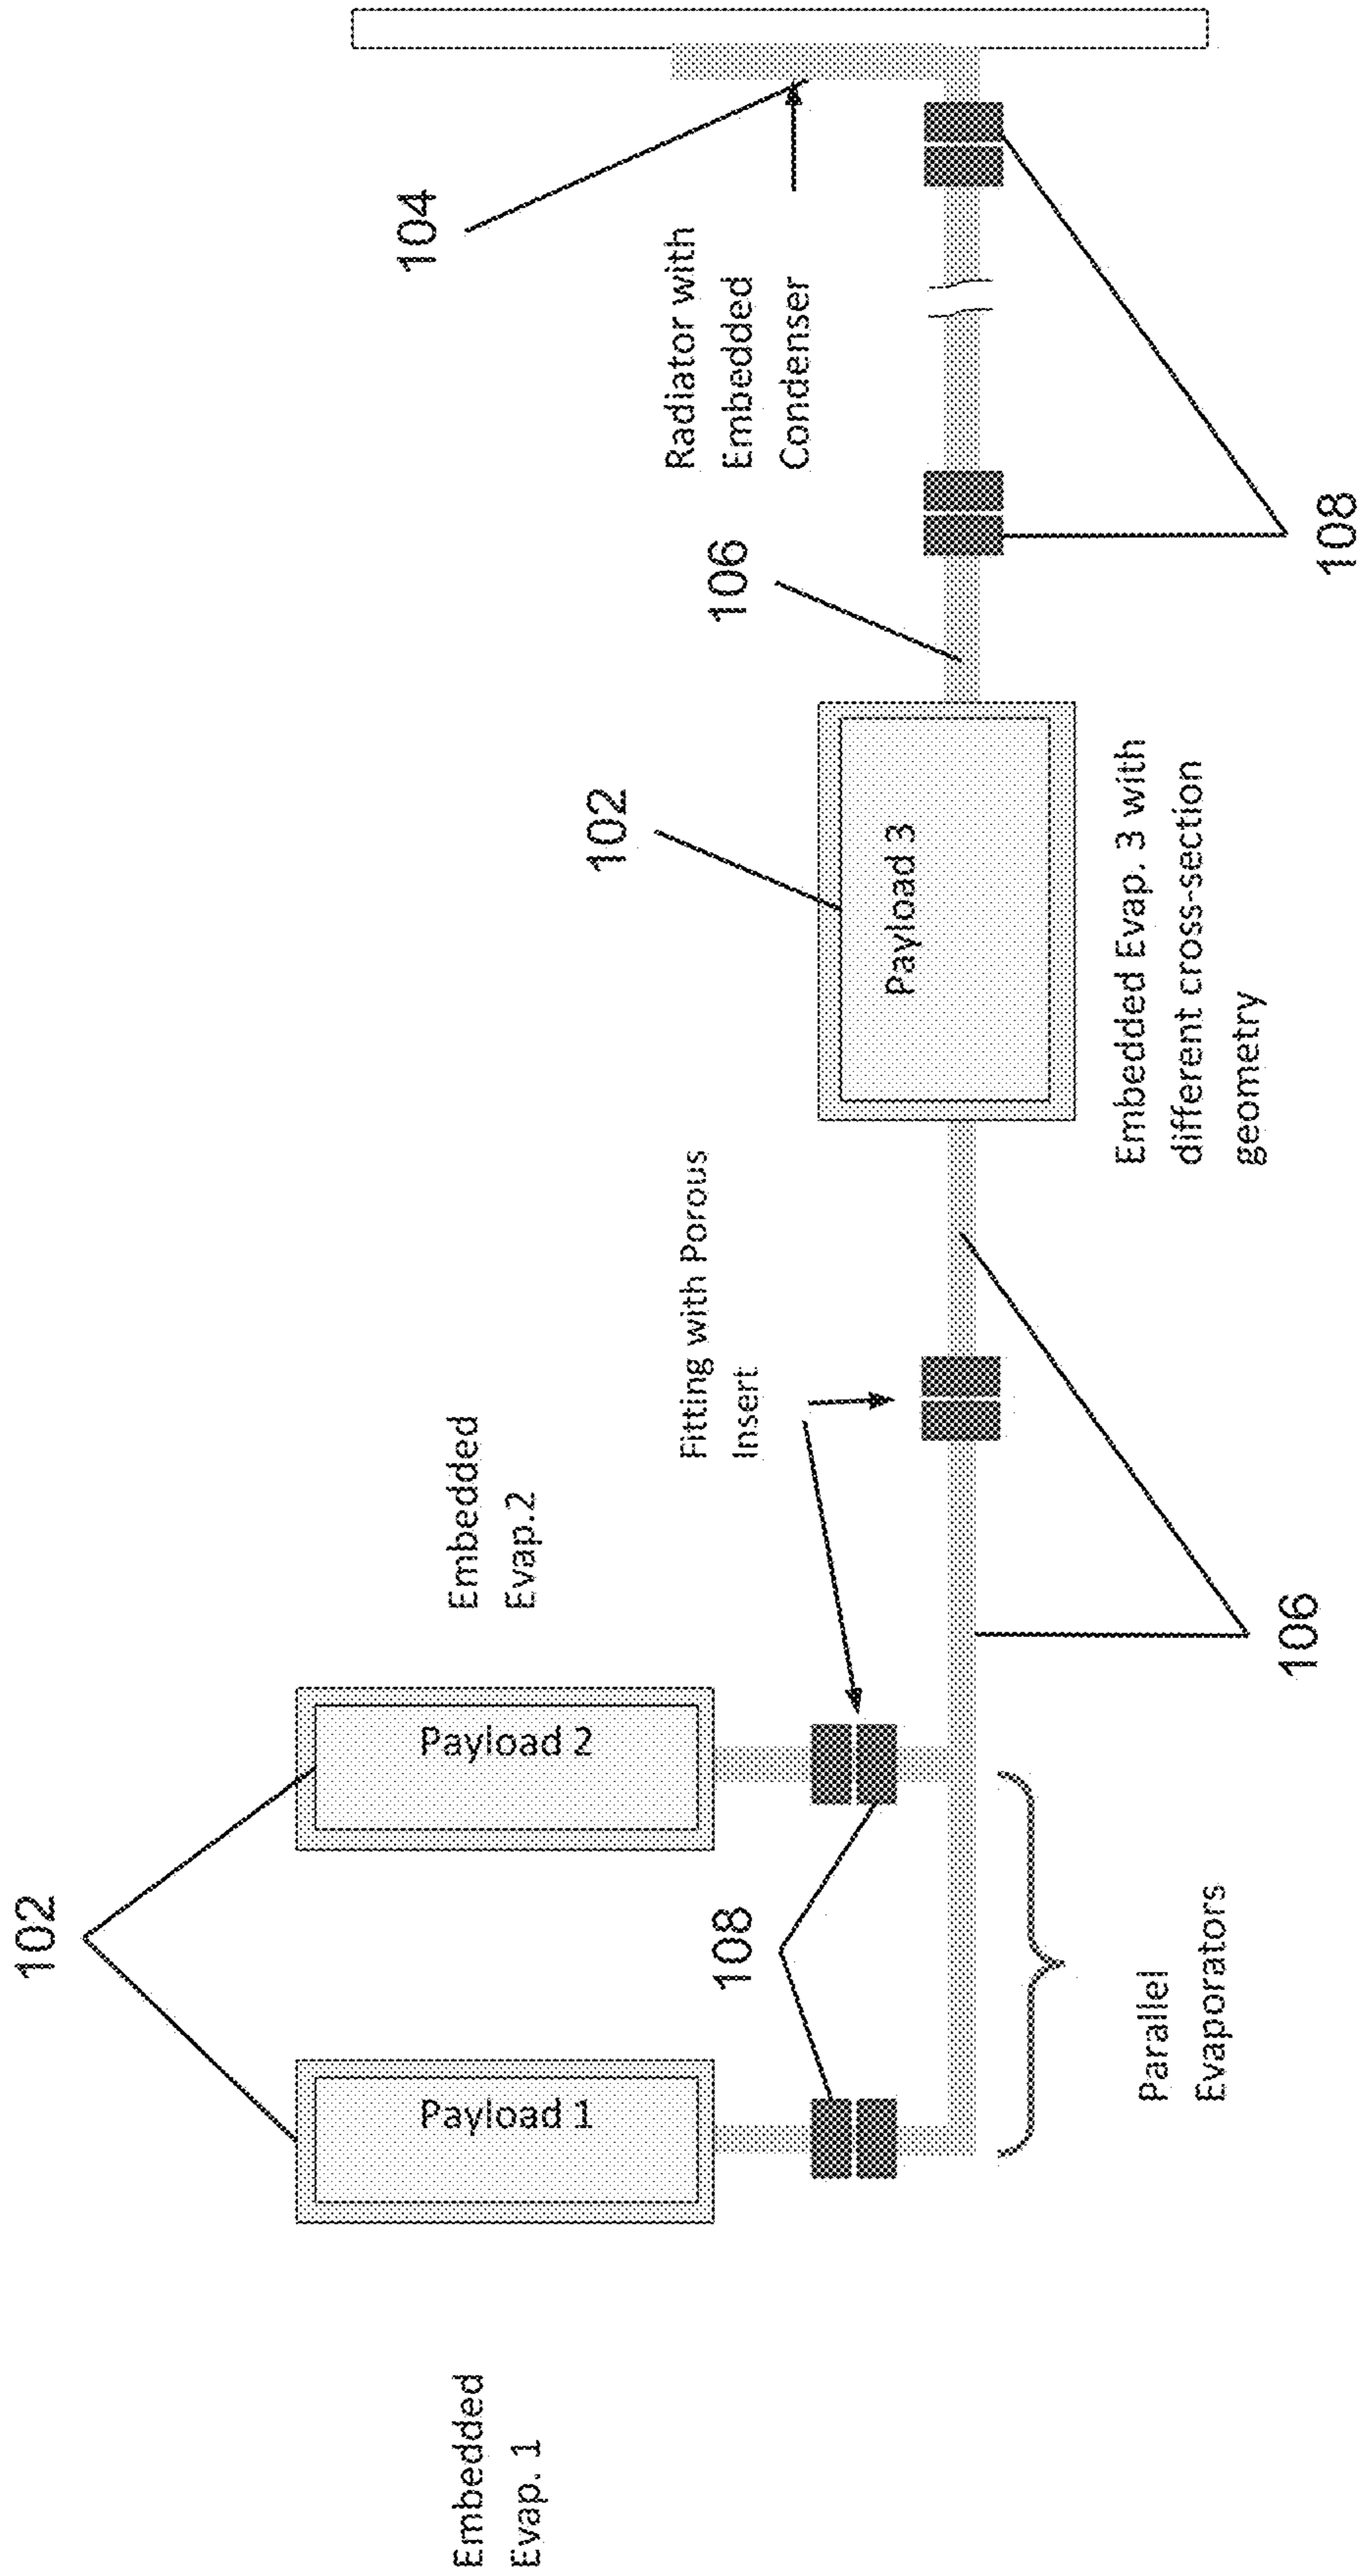 102
Embedded
Evap. 1
Payload 1
Payload 2
Embedded
Evap.2
108
Parallel
Evaporators
Fitting with Porous
Insert
106
102
Payload 3
Embedded Evap. 3 with
different cross-section
geometry
106
104
Radiator with
Embedded
Condenser
108